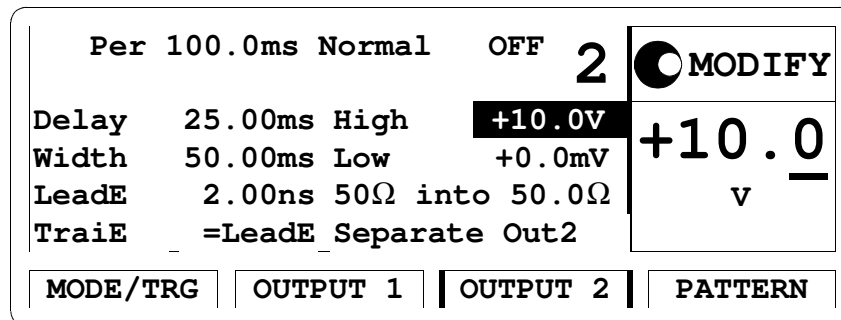 Per 100.0ms Normal OFF 2 MODIFY
Delay 25.00ms High +10.0V
Width 50.00ms Low +0.0mV
LeadE 2.00ns 50Ω into 50.0Ω
TraiE =LeadE Separate Out2
+10.0
V
MODE/TRG OUTPUT 1 OUTPUT 2 PATTERN